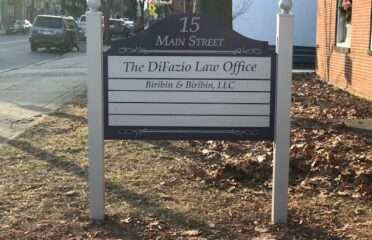 15
Main Street
The DiFazio Law Office
Biribin & Biribin, LLC